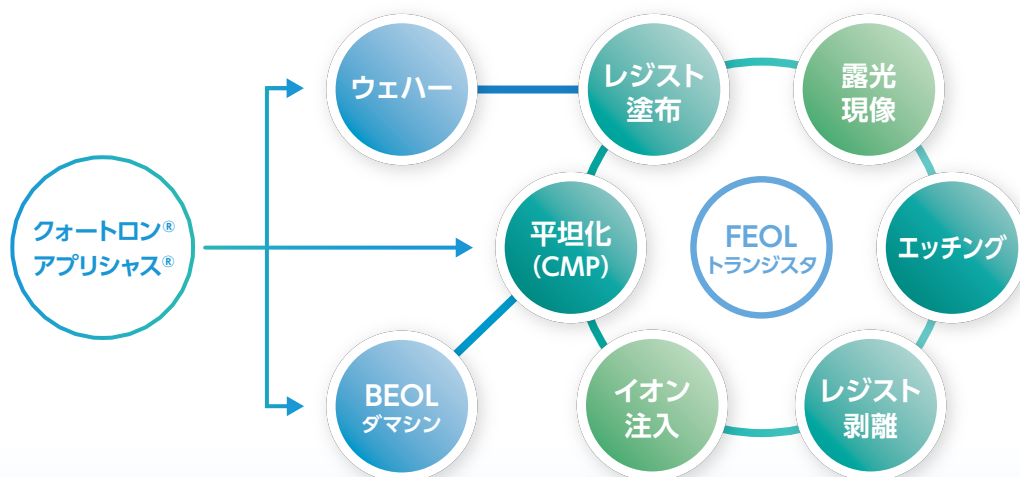 クォートロン®
アプリシャス®
ウェハー
レジスト
塗布
露光
現像
平坦化
(CMP)
FEOL
トランジスタ
エッチング
BEOL
ダマシン
イオン
注入
レジスト
剥離